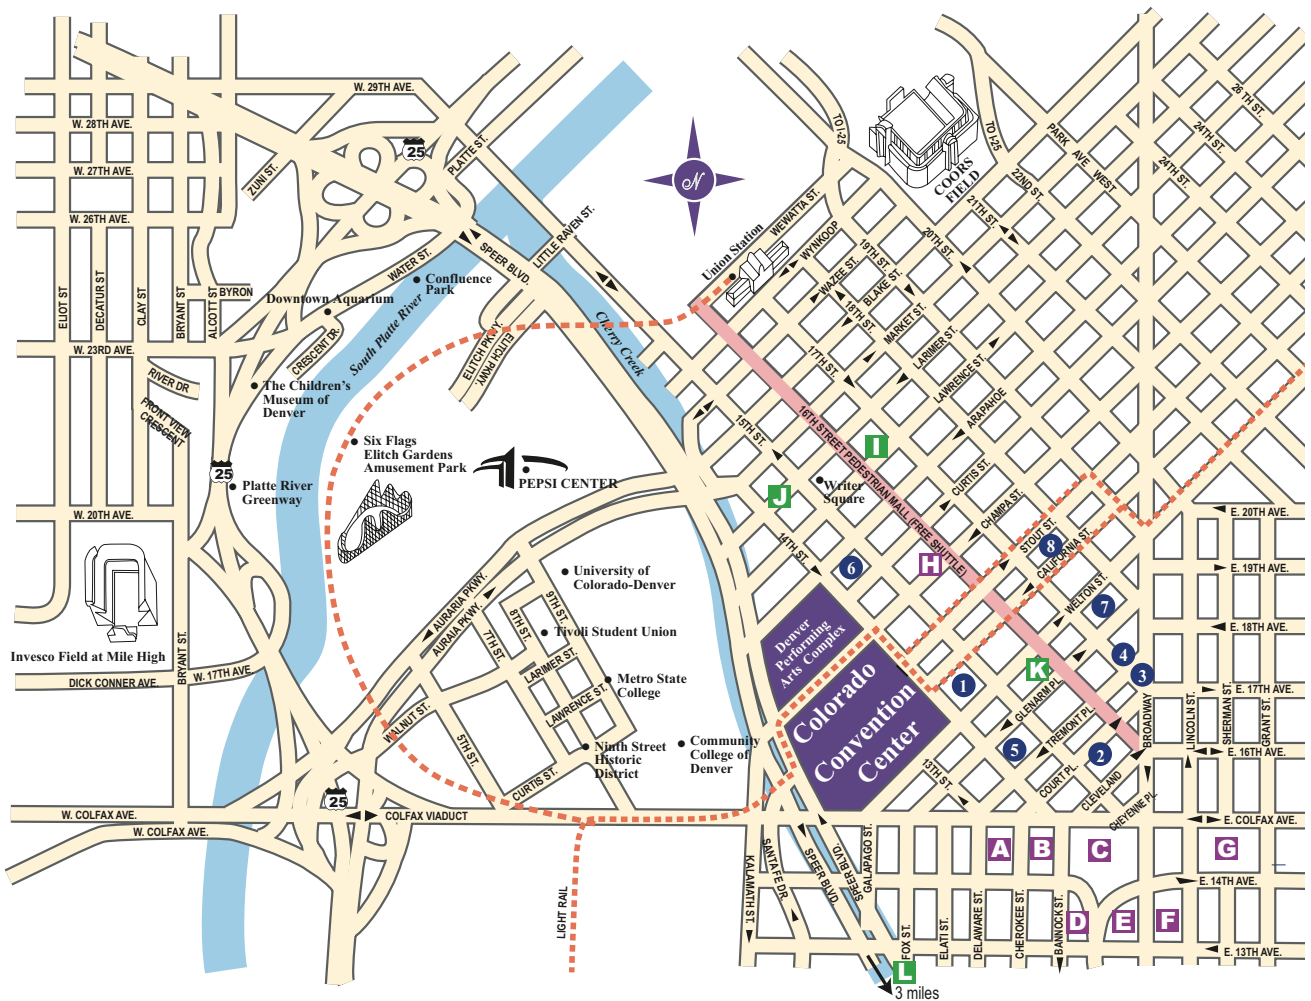 W. 29TH AVE.
W. 28TH AVE.
W. 27TH AVE.
W. 26TH AVE.
ZUNI ST.
25
PLATTE ST.
N
TO I-25
TO I-25
COORS
FIELD
PARK AVE WEST
26 TH ST.
24TH ST.
24TH ST.
22ND ST.
21TH ST.
20TH ST.
19TH ST.
18TH ST.
17TH ST.
WEWATTA ST.
WYNKOOP
WAZEE ST.
BLAKE ST.
MARKET ST.
LARIMER ST.
LAWRENCE ST.
ARAPAHOE
CURTIS ST.
CHAMPA ST.
STOUT ST.
CALIFORNIA ST.
WELTON ST.
GLENARM PL.
TREMONT PL.
COURT PL.
CLEVELAND
CHEYENNE PL.
Union Station
LITTLE RAVEN ST.
SPEER BLVD.
WATER ST.
Confluence
Park
Downtown Aquarium
South Platte River
Cherry Creek
CRESCENT DR.
ELITCH PKWY.
ELITCH PKWY.
ELIOT ST
DECATUR ST
CLAY ST
BRYANT ST
ALCOTT ST
BYRON
W. 23RD AVE.
RIVER DR
FRONT VIEW
CRESCENT
The Children's
Museum of
Denver
Six Flags
Elitch Gardens
Amusement Park
PEPSI CENTER
25
Platte River
Greenway
W. 20TH AVE.
15TH ST.
14TH ST.
13TH ST.
16TH STREET PEDESTRIAN MALL (FREE SHUTTLE)
Writer
Square
I
J
H
K
L
6
8
7
4
3
1
5
2
Denver
Performing
Arts Complex
Colorado
Convention
Center
University of
Colorado-Denver
Tivoli Student Union
Metro State
College
Ninth Street
Historic
District
Community
College of
Denver
AURARIA PKWY.
AURAIA PKWY.
9TH ST.
8TH ST.
7TH ST.
5TH ST.
LARIMER ST.
LAWRENCE ST.
CURTIS ST.
WALNUT ST.
Invesco Field at Mile High
DICK CONNER AVE.
W. 17TH AVE
BRYANT ST.
E. 20TH AVE.
E. 19TH AVE.
E. 18TH AVE.
E. 17TH AVE.
E. 16TH AVE.
E. COLFAX AVE.
E. 14TH AVE.
E. 13TH AVE.
BROADWAY
LINCOLN ST.
SHERMAN ST.
GRANT ST.
W. COLFAX AVE.
W. COLFAX AVE.
25
COLFAX VIADUCT
LIGHT RAIL
KALAMATH ST.
SANTA FE DR.
SPEER BLVD.
SPEER BLVD.
GALAPAGO ST.
FOX ST.
ELATI ST.
DELAWARE ST.
CHEROKEE ST.
BANNOCK ST.
A
B
C
G
D
E
F
3 miles